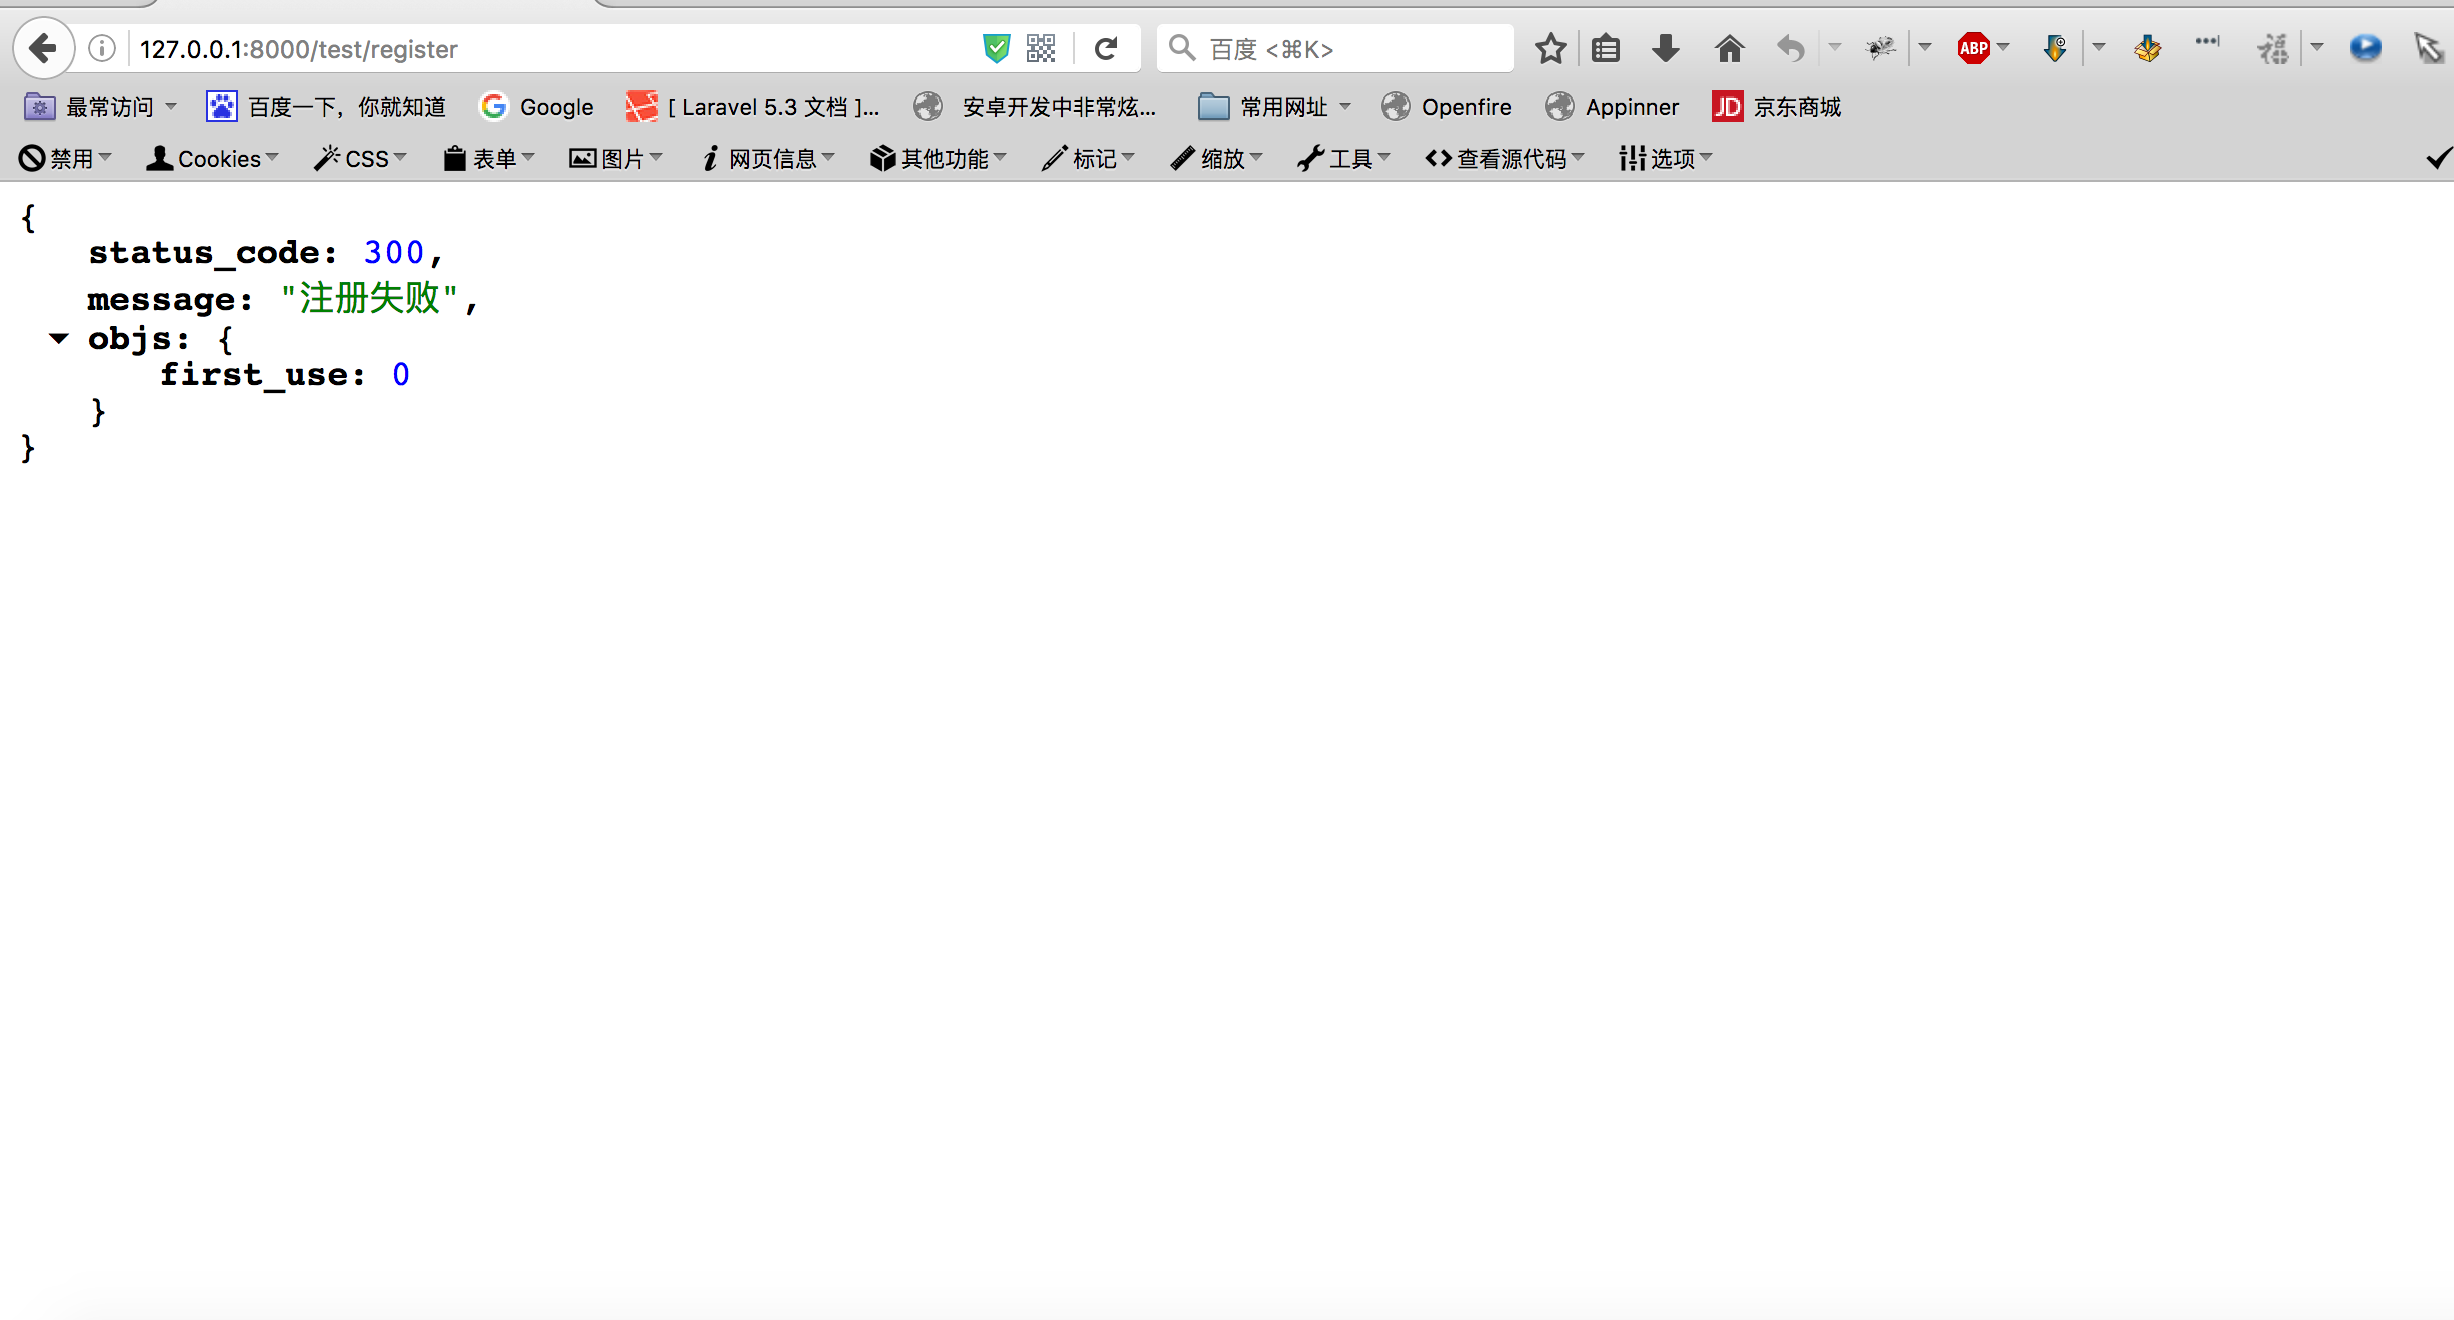 127.0.0.1:8000/test/register 百度 <⌘K> ABP 福
最常访问 百度一下，你就知道 Google [ Laravel 5.3 文档 ]... 安卓开发中非常炫... 常用网址 Openfire Appinner JD 京东商城
禁用 Cookies CSS 表单 图片 网页信息 其他功能 标记 缩放 工具 查看源代码 选项
{
status_code: 300,
message: "注册失败",
objs: {
first_use: 0
}
}